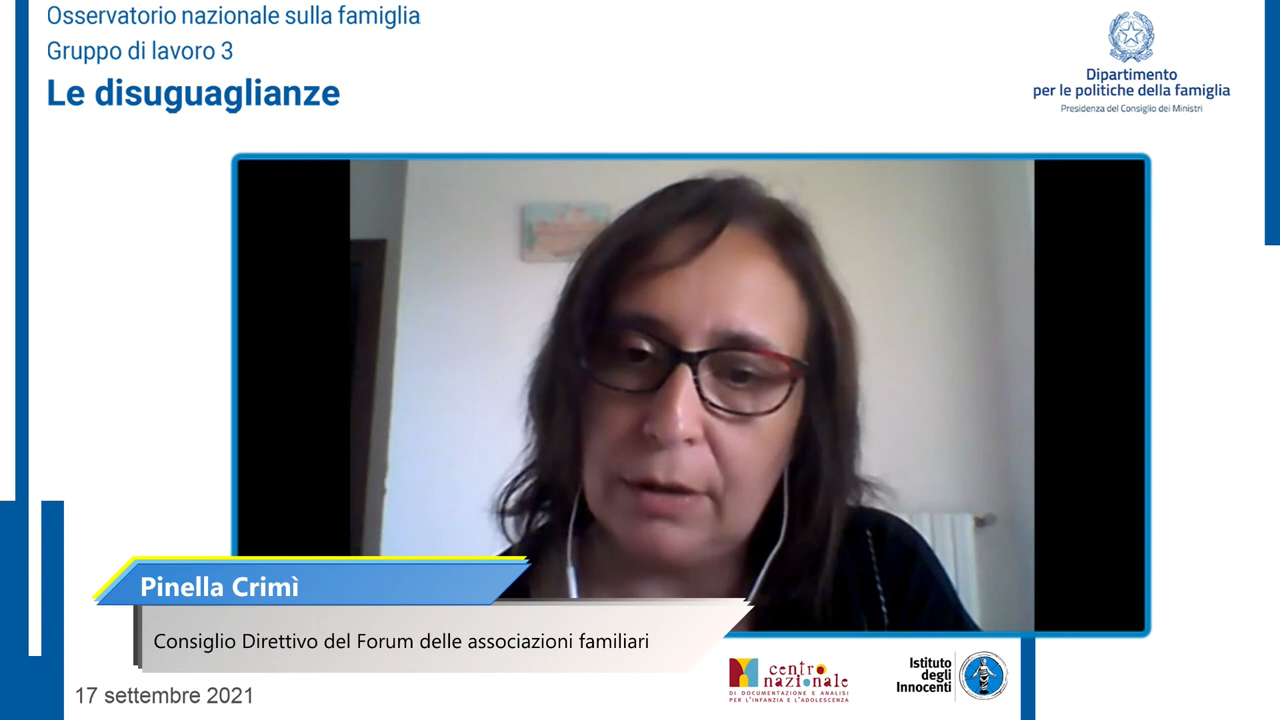 Osservatorio nazionale sulla famiglia
Gruppo di lavoro 3
Le disuguaglianze
Dipartimento
per le politiche della famiglia
Presidenza del Consiglio dei Ministri
Pinella Crimì
Consiglio Direttivo del Forum delle associazioni familiari
17 settembre 2021
centro
nazionale
DI DOCUMENTAZIONE E ANALISI
PER L'INFANZIA E L'ADOLESCENZA
Istituto
degli
Innocenti